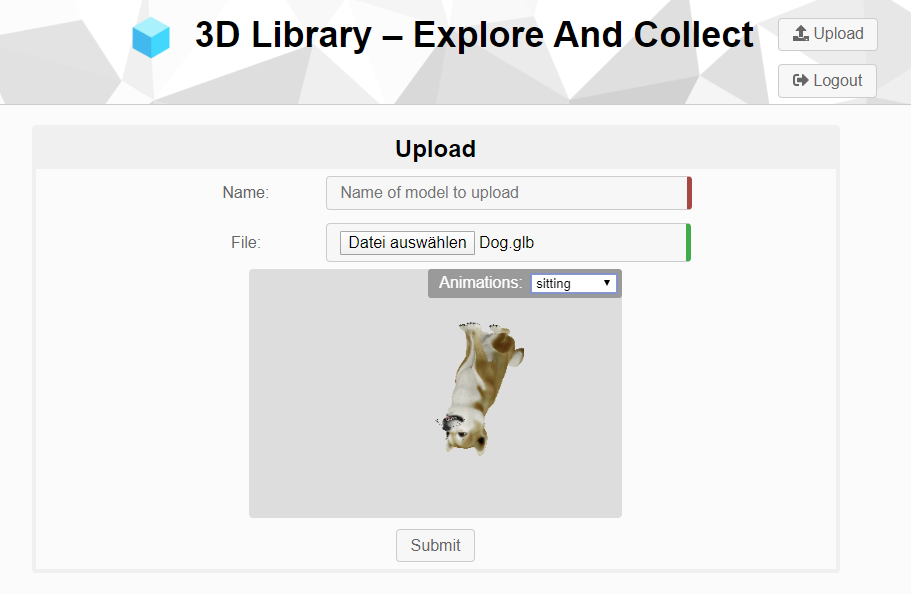 3D Library – Explore And Collect
Upload
Logout
Upload
Name: Name of model to upload
File: Datei auswählen Dog.glb
Animations: sitting
Submit